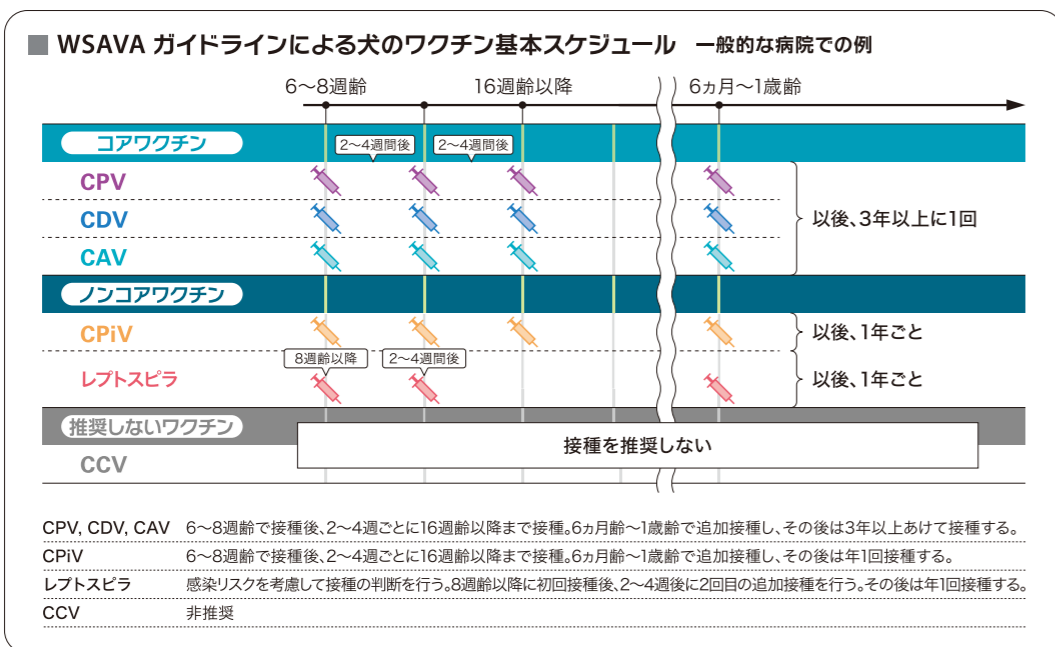 WSAVA ガイドラインによる犬のワクチン基本スケジュール 一般的な病院での例
6〜8週齢 16週齢以降 6ヵ月〜1歳齢
コアワクチン 2〜4週間後 2〜4週間後
CPV
CDV 以後、3年以上に1回
CAV
ノンコアワクチン
CPiV 以後、1年ごと
8週齢以降 2〜4週間後
レプトスピラ 以後、1年ごと
推奨しないワクチン
接種を推奨しない
CCV
CPV, CDV, CAV 6〜8週齢で接種後、2〜4週ごとに16週齢以降まで接種。6ヵ月齢〜1歳齢で追加接種し、その後は3年以上あけて接種する。
CPiV 6〜8週齢で接種後、2〜4週ごとに16週齢以降まで接種。6ヵ月齢〜1歳齢で追加接種し、その後は年1回接種する。
レプトスピラ 感染リスクを考慮して接種の判断を行う。8週齢以降に初回接種後、2〜4週後に2回目の追加接種を行う。その後は年1回接種する。
CCV 非推奨